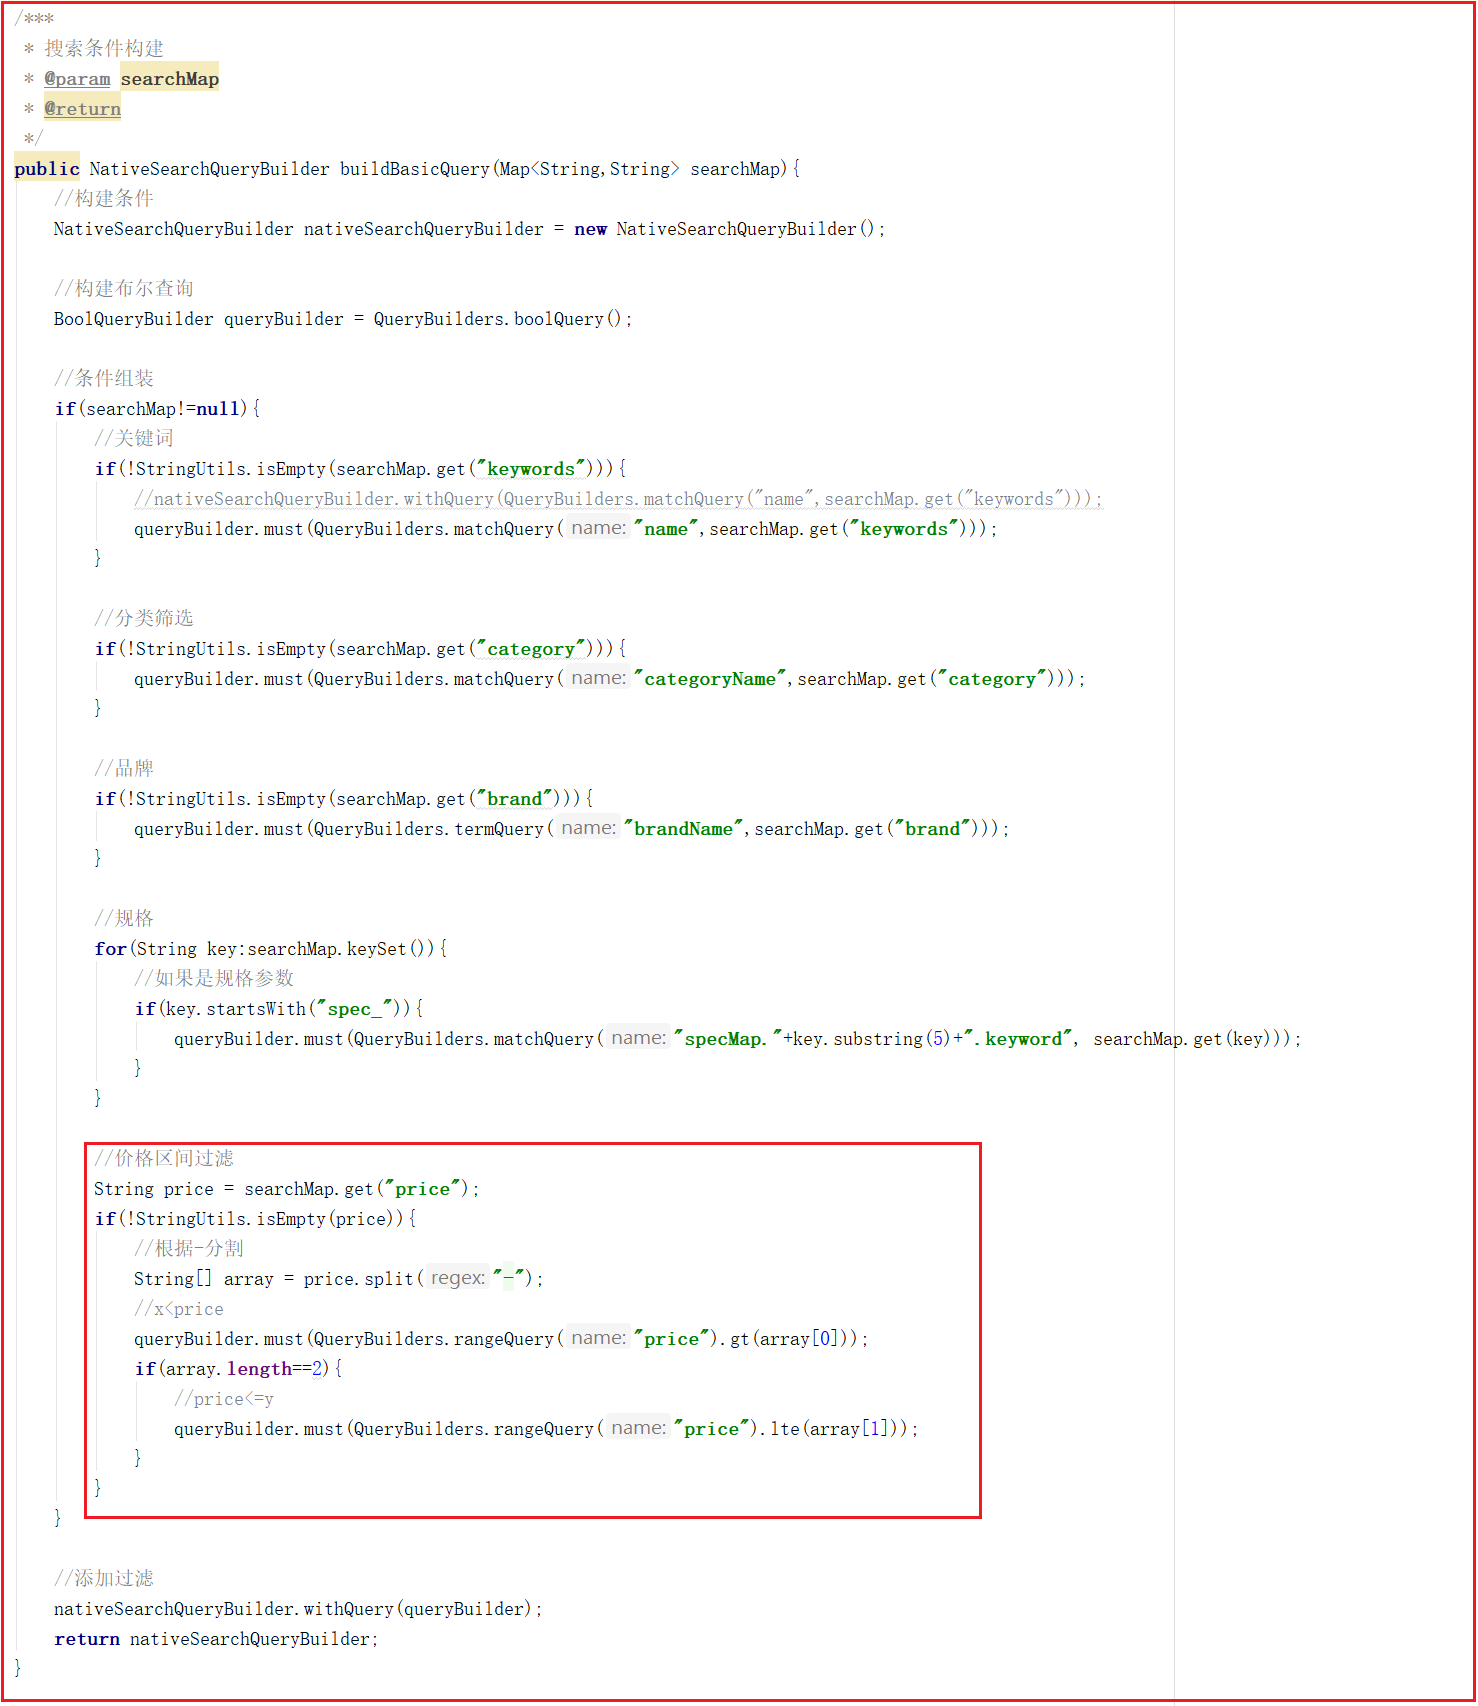 /***
 * 搜索条件构建
 * @param searchMap
 * @return
 */
public NativeSearchQueryBuilder buildBasicQuery(Map<String,String> searchMap){
    //构建条件
    NativeSearchQueryBuilder nativeSearchQueryBuilder = new NativeSearchQueryBuilder();
    //构建布尔查询
    BoolQueryBuilder queryBuilder = QueryBuilders.boolQuery();
    //条件组装
    if(searchMap!=null){
        //关键词
        if(!StringUtils.isEmpty(searchMap.get("keywords"))){
            //nativeSearchQueryBuilder.withQuery(QueryBuilders.matchQuery("name",searchMap.get("keywords")));
            queryBuilder.must(QueryBuilders.matchQuery( name: "name",searchMap.get("keywords")));
        }
        //分类筛选
        if(!StringUtils.isEmpty(searchMap.get("category"))){
            queryBuilder.must(QueryBuilders.matchQuery( name: "categoryName",searchMap.get("category")));
        }
        //品牌
        if(!StringUtils.isEmpty(searchMap.get("brand"))){
            queryBuilder.must(QueryBuilders.termQuery( name: "brandName",searchMap.get("brand")));
        }
        //规格
        for(String key:searchMap.keySet()){
            //如果是规格参数
            if(key.startsWith("spec_")){
                queryBuilder.must(QueryBuilders.matchQuery( name: "specMap."+key.substring(5)+".keyword", searchMap.get(key)));
            }
        }
        //价格区间过滤
        String price = searchMap.get("price");
        if(!StringUtils.isEmpty(price)){
            //根据-分割
            String[] array = price.split( regex: "-");
            //x<price
            queryBuilder.must(QueryBuilders.rangeQuery( name: "price").gt(array[0]));
            if(array.length==2){
                //price<=y
                queryBuilder.must(QueryBuilders.rangeQuery( name: "price").lte(array[1]));
            }
        }
    }
    //添加过滤
    nativeSearchQueryBuilder.withQuery(queryBuilder);
    return nativeSearchQueryBuilder;
}